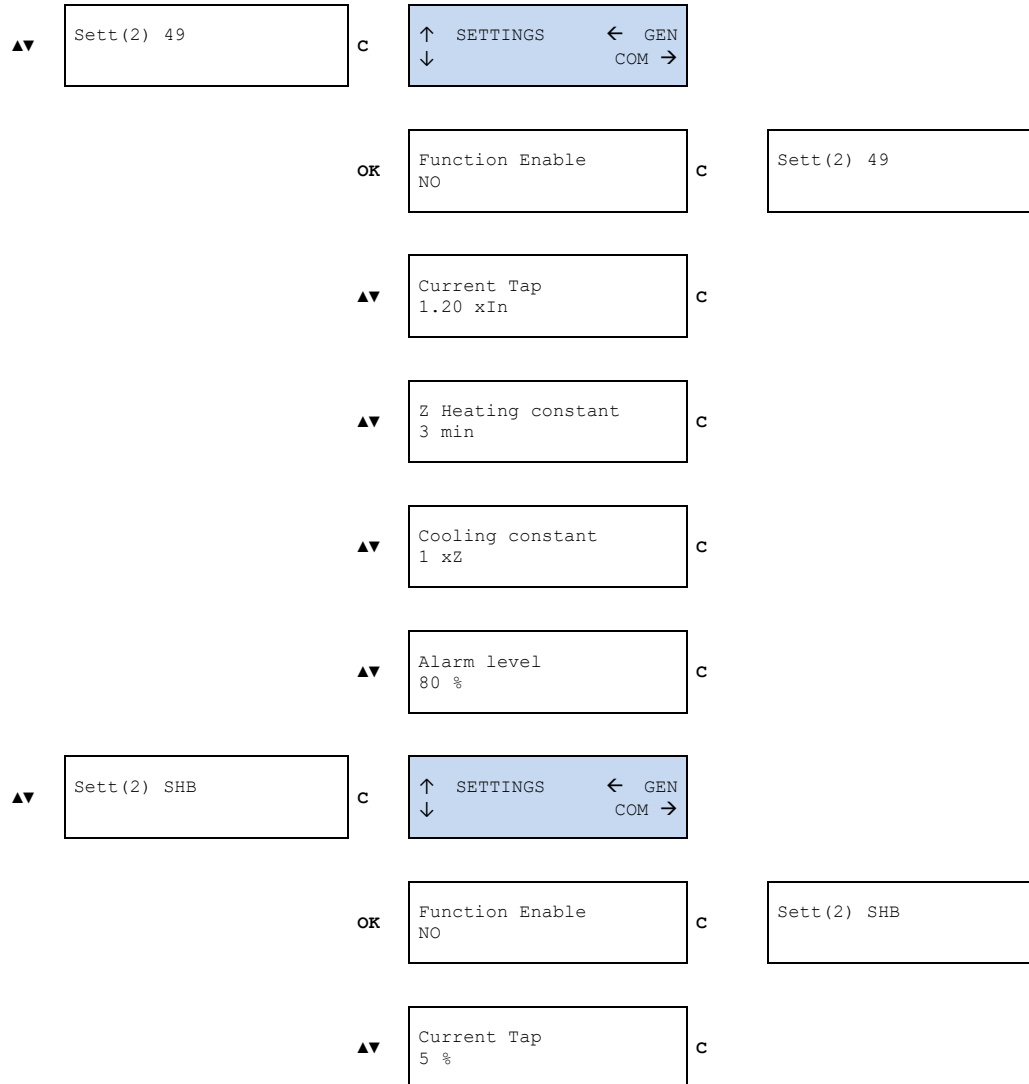 ▲▼ Sett(2) 49 C ↑ SETTINGS ← GEN
↓ COM →
OK Function Enable C Sett(2) 49
NO
▲▼ Current Tap C
1.20 xIn
▲▼ Z Heating constant C
3 min
▲▼ Cooling constant C
1 xZ
▲▼ Alarm level C
80 %
▲▼ Sett(2) SHB C ↑ SETTINGS ← GEN
↓ COM →
OK Function Enable C Sett(2) SHB
NO
▲▼ Current Tap C
5 %